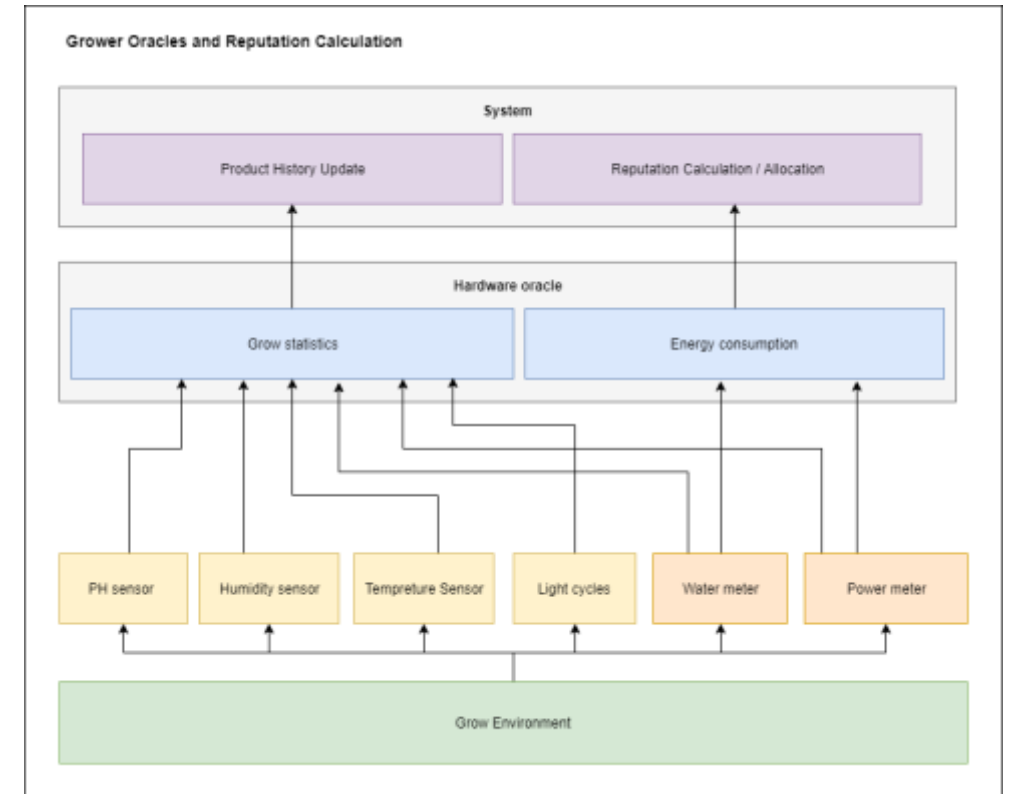 Grower Oracles and Reputation Calculation
System
Product History Update
Reputation Calculation / Allocation
Hardware oracle
Grow statistics
Energy consumption
PH sensor
Humidity sensor
Tempreture Sensor
Light cycles
Water meter
Power meter
Grow Environment